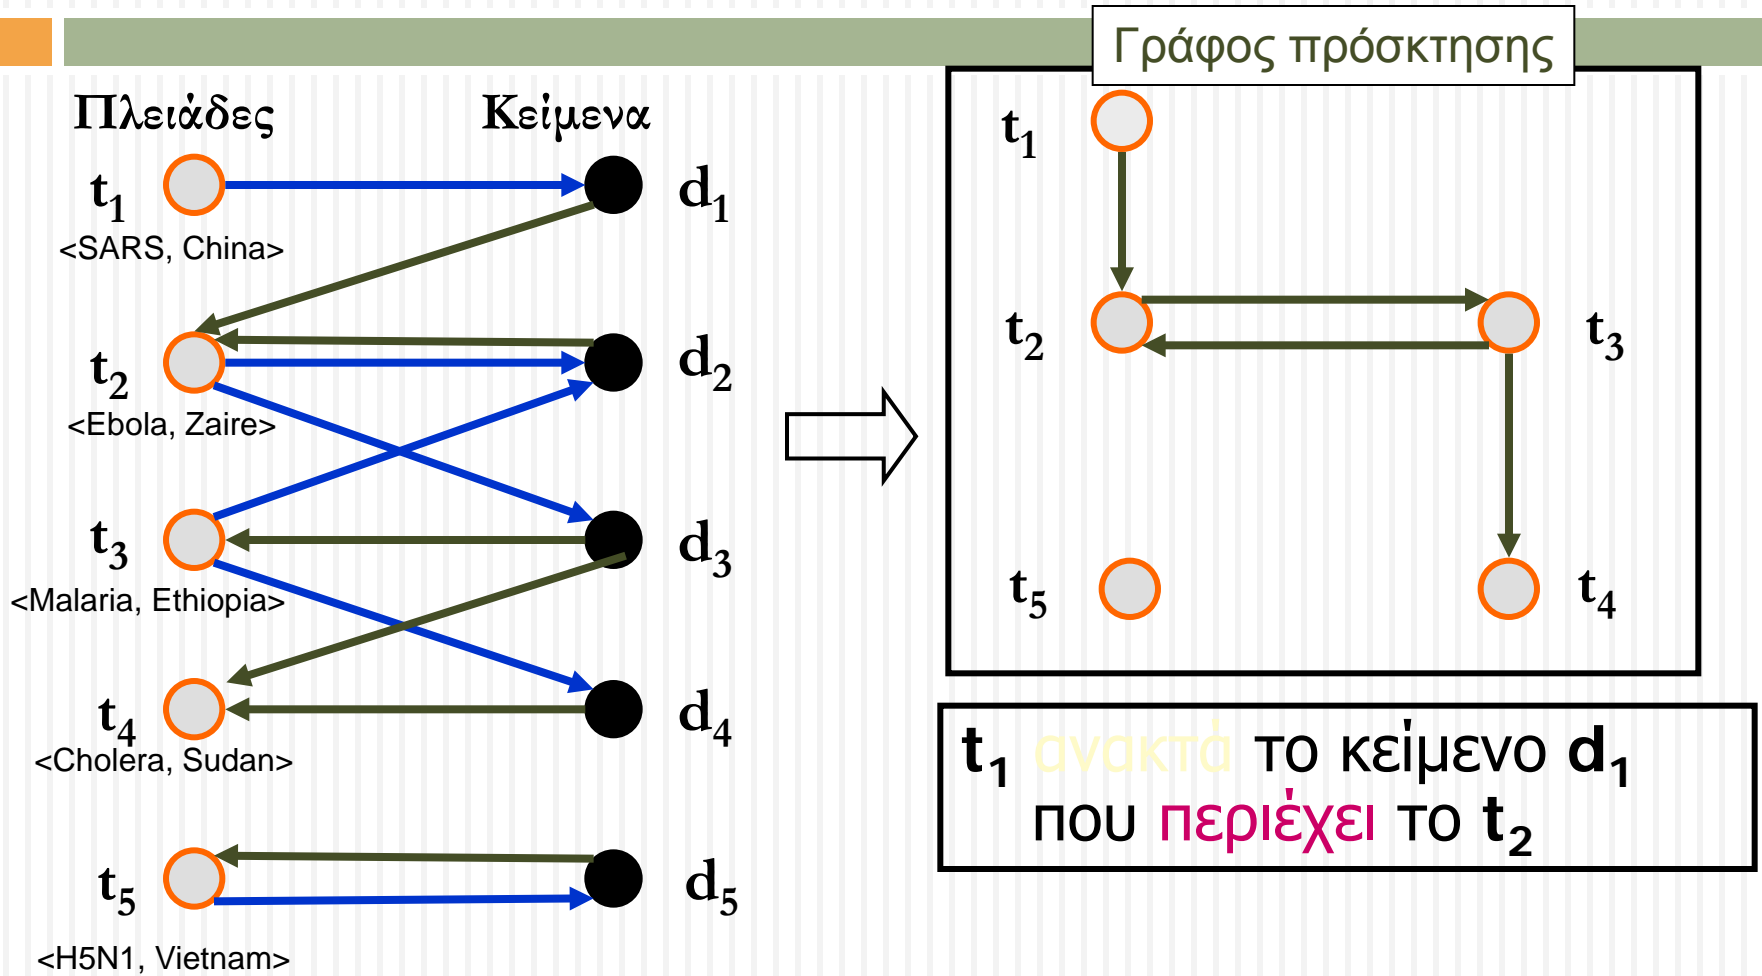 Γράφος πρόσκτησης
Πλειάδες Κείμενα
t1 d1
<SARS, China>
t2 d2
<Ebola, Zaire>
t3 d3
<Malaria, Ethiopia>
t4 d4
<Cholera, Sudan>
t5 d5
<H5N1, Vietnam>
t1
t2 t3
t5 t4
t1 ανακτά το κείμενο d1
που περιέχει το t2